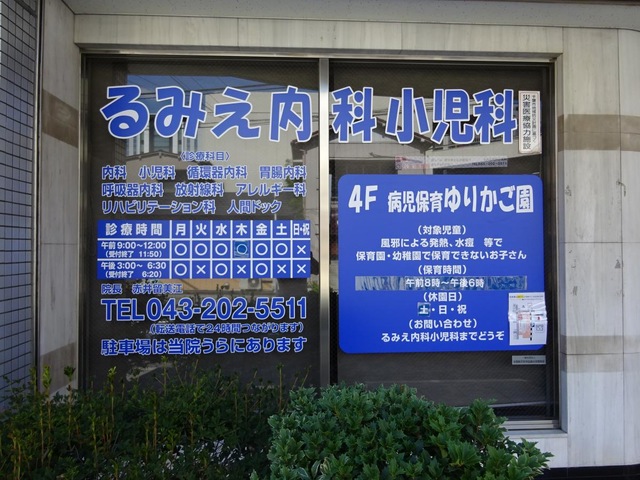 るみえ内科小児科
災害医療協力施設
(診療科目)
内科 小児科 循環器内科 胃腸内科
呼吸器内科 放射線科 アレルギー科
リハビリテーション科 人間ドック
診療時間 月 火 水 木 金 土 日・祝
午前 9:00〜12:00 ○ ○ ○ ○ ○ ○ ×
(受付終了 11:50)
午後 3:00〜 6:30 ○ × ○ × ○ × ×
(受付終了 6:20)
院長 赤井留美江
TEL 043-202-5511
(転送電話で24時間つながります)
駐車場は当院うらにあります
4F 病児保育 ゆりかご園
(対象児童)
風邪による発熱、水痘 等で
保育園・幼稚園で保育できないお子さん
(保育時間)
午前8時〜午後6時
(休園日)
土・日・祝
(お問い合わせ)
るみえ内科小児科までどうぞ